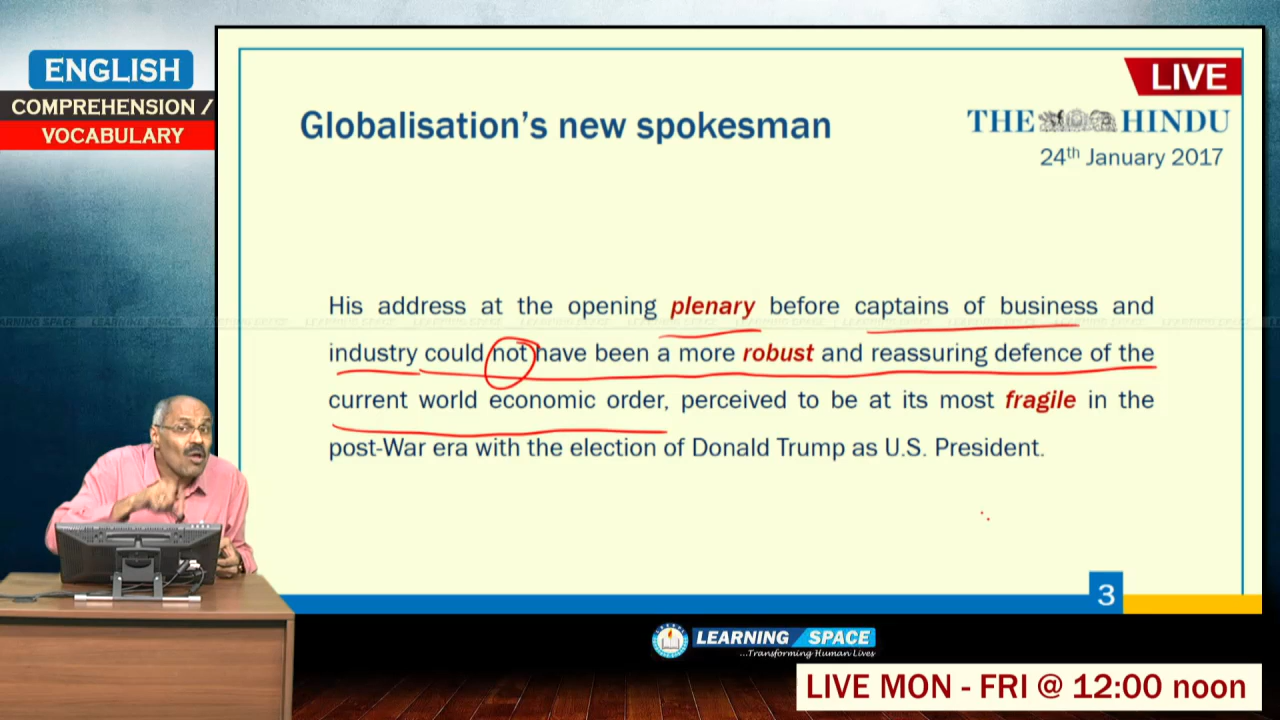 ENGLISH
COMPREHENSION /
VOCABULARY
LIVE
Globalisation's new spokesman
THE HINDU
24th January 2017
His address at the opening plenary before captains of business and
industry could not have been a more robust and reassuring defence of the
current world economic order, perceived to be at its most fragile in the
post-War era with the election of Donald Trump as U.S. President.
3
LEARNING SPACE
...Transforming Human Lives
LIVE MON - FRI @ 12:00 noon